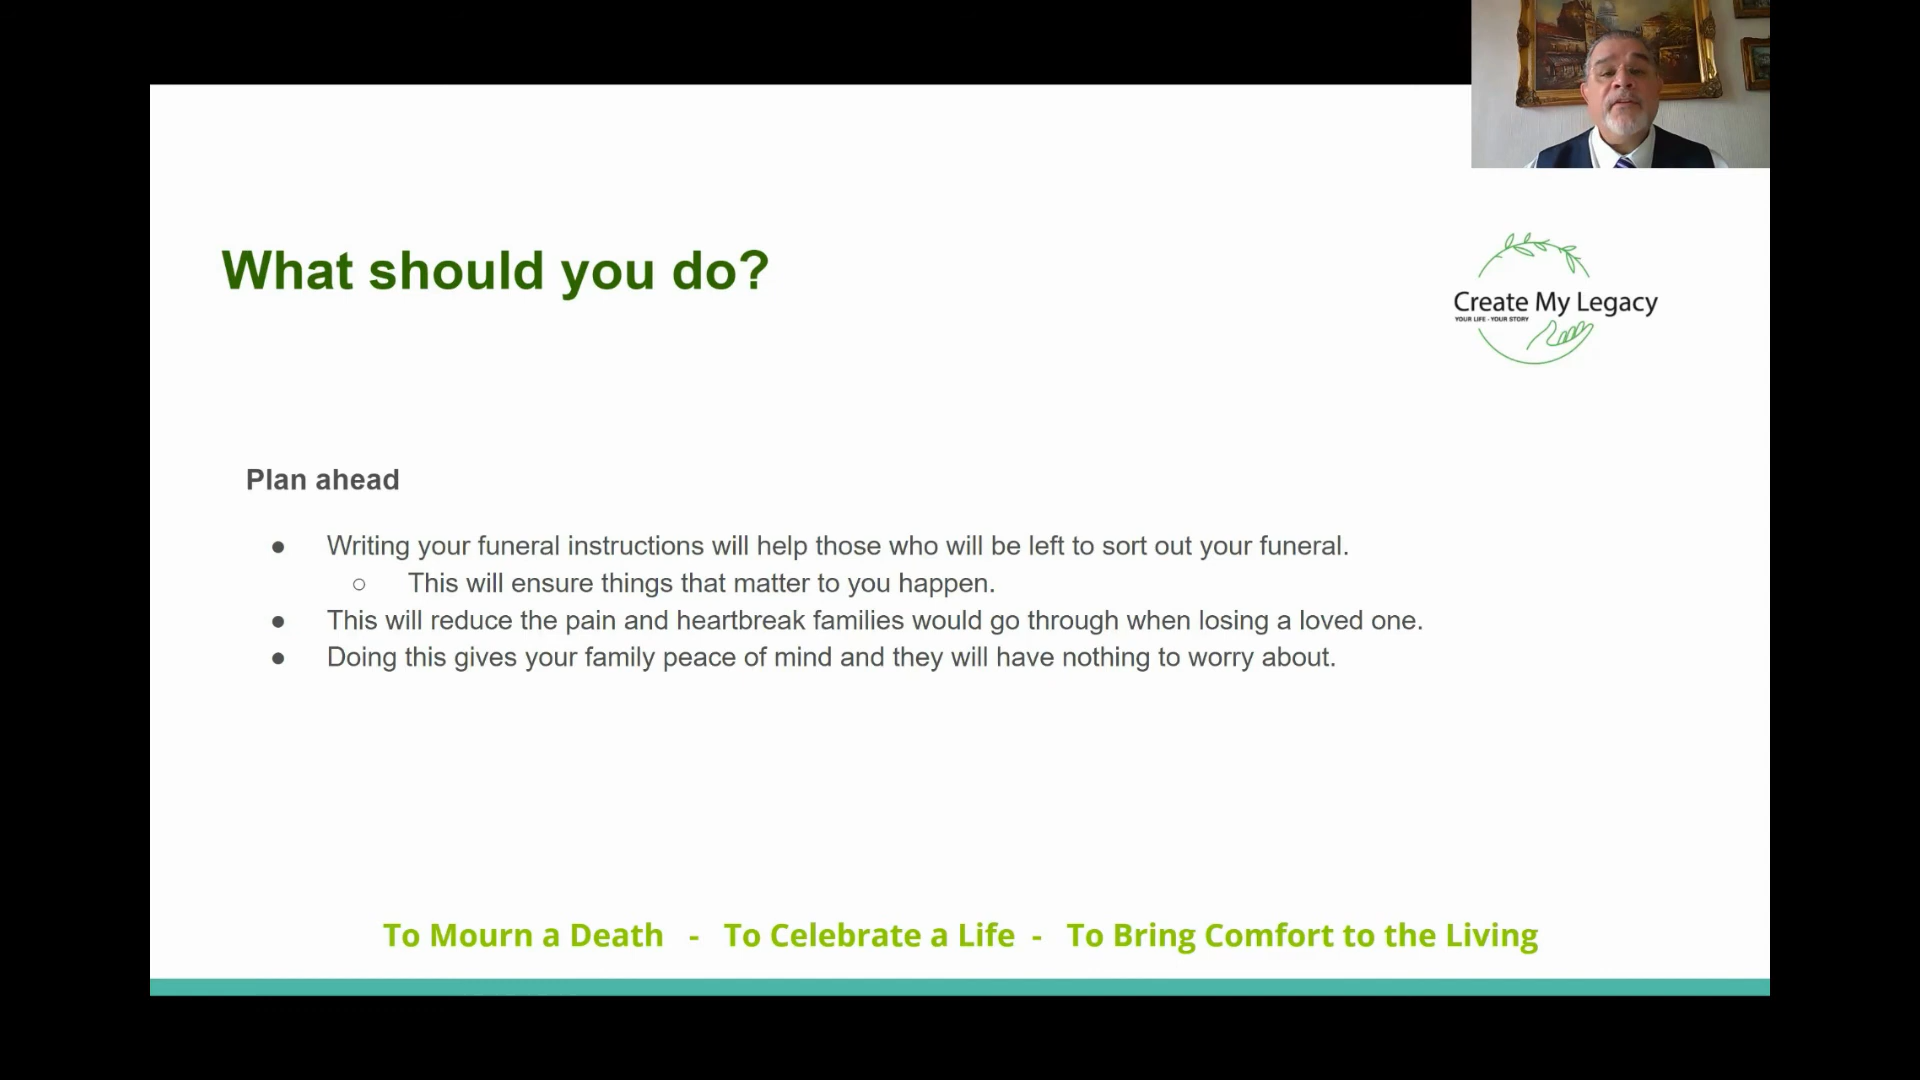 What should you do?
Create My Legacy
YOUR LIFE - YOUR STORY
Plan ahead
● Writing your funeral instructions will help those who will be left to sort out your funeral.
○ This will ensure things that matter to you happen.
● This will reduce the pain and heartbreak families would go through when losing a loved one.
● Doing this gives your family peace of mind and they will have nothing to worry about.
To Mourn a Death - To Celebrate a Life - To Bring Comfort to the Living